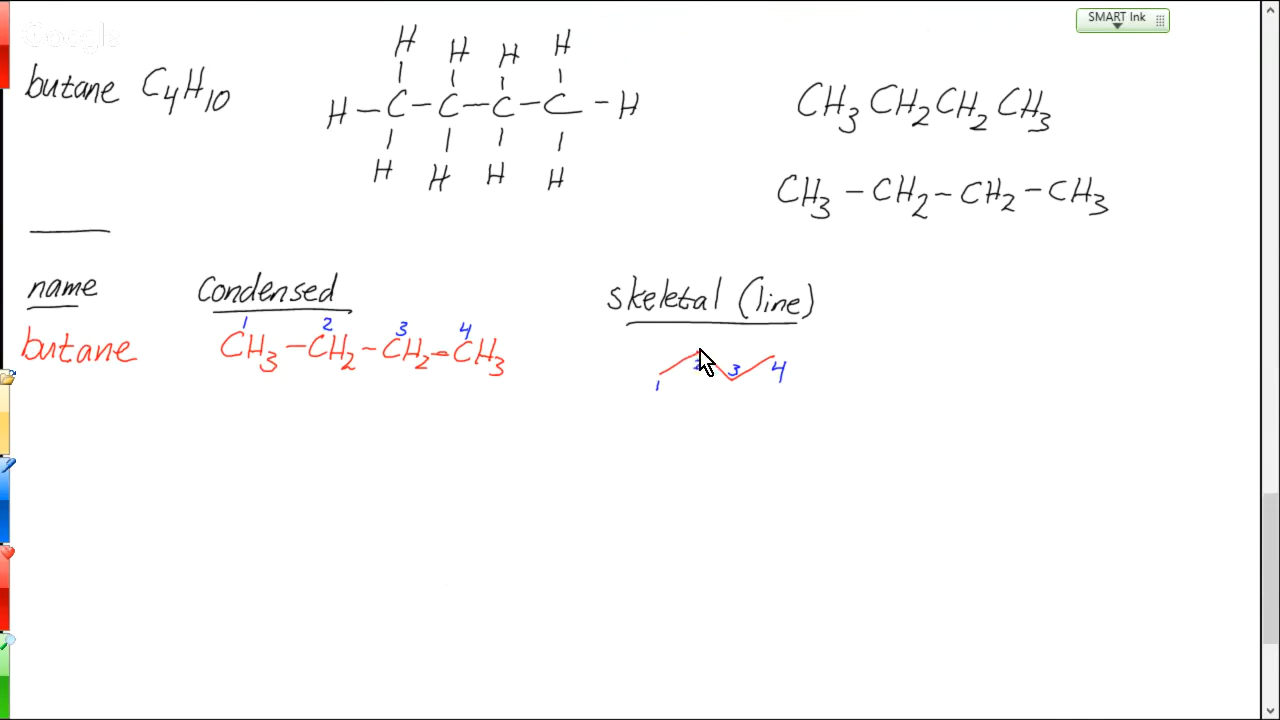 Google
SMART Ink
butane C₄H₁₀
H H H H
H - C - C - C - C - H
H H H H
CH₃CH₂CH₂CH₃
CH₃ - CH₂ - CH₂ - CH₃
name Condensed skeletal (line)
1 2 3 4
butane CH₃ - CH₂ - CH₂ - CH₃
1 2 3 4